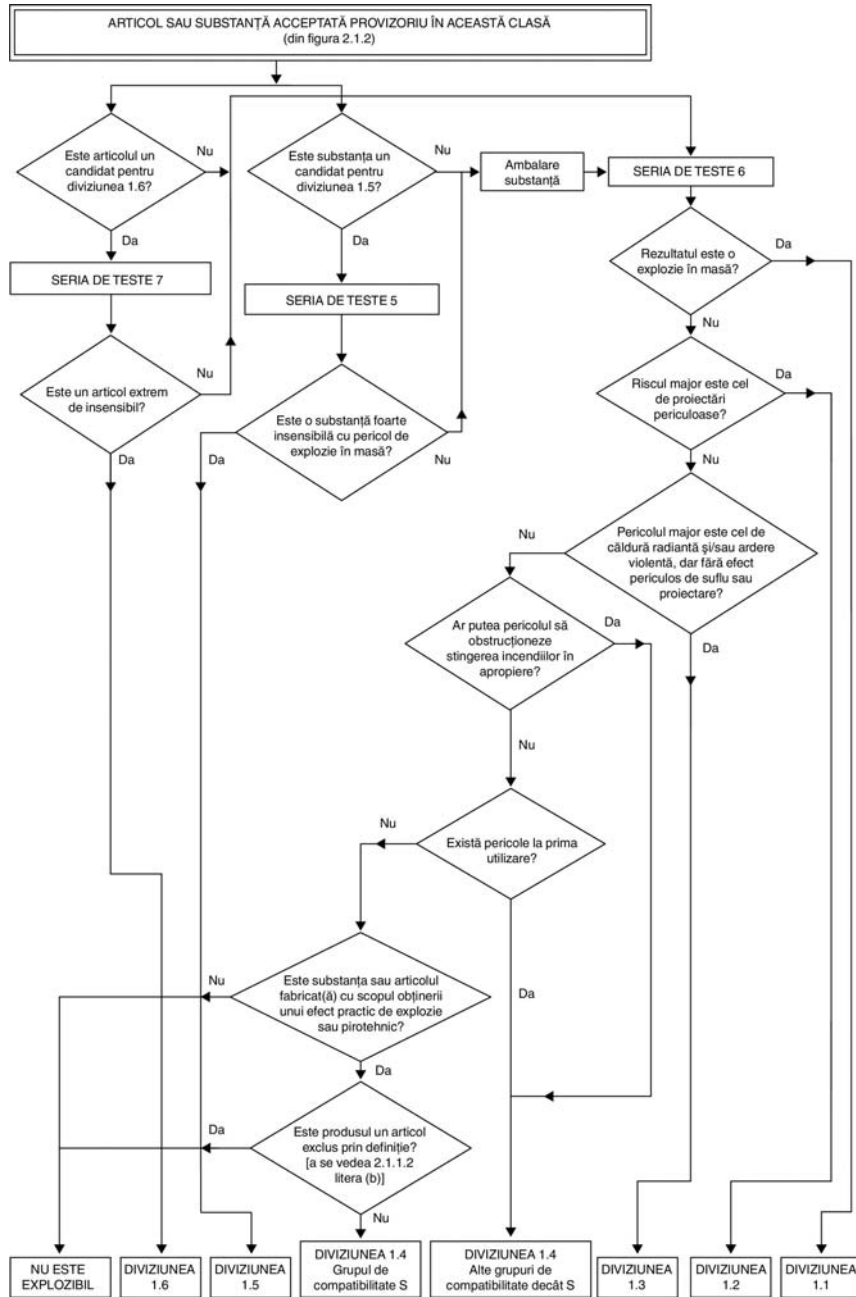 ARTICOL SAU SUBSTANȚĂ ACCEPTATĂ PROVIZORIU ÎN ACEASTĂ CLASĂ
(din figura 2.1.2)
Este articolul un
candidat pentru
diviziunea 1.6?
Nu
Da
Este substanța un
candidat pentru
diviziunea 1.5?
Nu
Da
Ambalare
substanță
SERIA DE TESTE 6
SERIA DE TESTE 7
SERIA DE TESTE 5
Rezultatul este o
explozie în masă?
Da
Nu
Este un articol extrem
de insensibil?
Nu
Da
Este o substanță foarte
insensibilă cu pericol de
explozie în masă?
Da
Nu
Riscul major este cel
de proiectări
periculoase?
Da
Nu
Pericolul major este cel de
căldură radiantă și/sau ardere
violentă, dar fără efect
periculos de suflu sau
proiectare?
Nu
Da
Ar putea pericolul să
obstrucționeze
stingerea incendiilor în
apropiere?
Da
Nu
Există pericole la prima
utilizare?
Nu
Da
Este substanța sau articolul
fabricat(ă) cu scopul obținerii
unui efect practic de explozie
sau pirotehnic?
Nu
Da
Este produsul un articol
exclus prin definiție?
[a se vedea 2.1.1.2
litera (b)]
Da
Nu
NU ESTE
EXPLOZIBIL
DIVIZIUNEA
1.6
DIVIZIUNEA
1.5
DIVIZIUNEA 1.4
Grupul de
compatibilitate S
DIVIZIUNEA 1.4
Alte grupuri de
compatibilitate decât S
DIVIZIUNEA
1.3
DIVIZIUNEA
1.2
DIVIZIUNEA
1.1